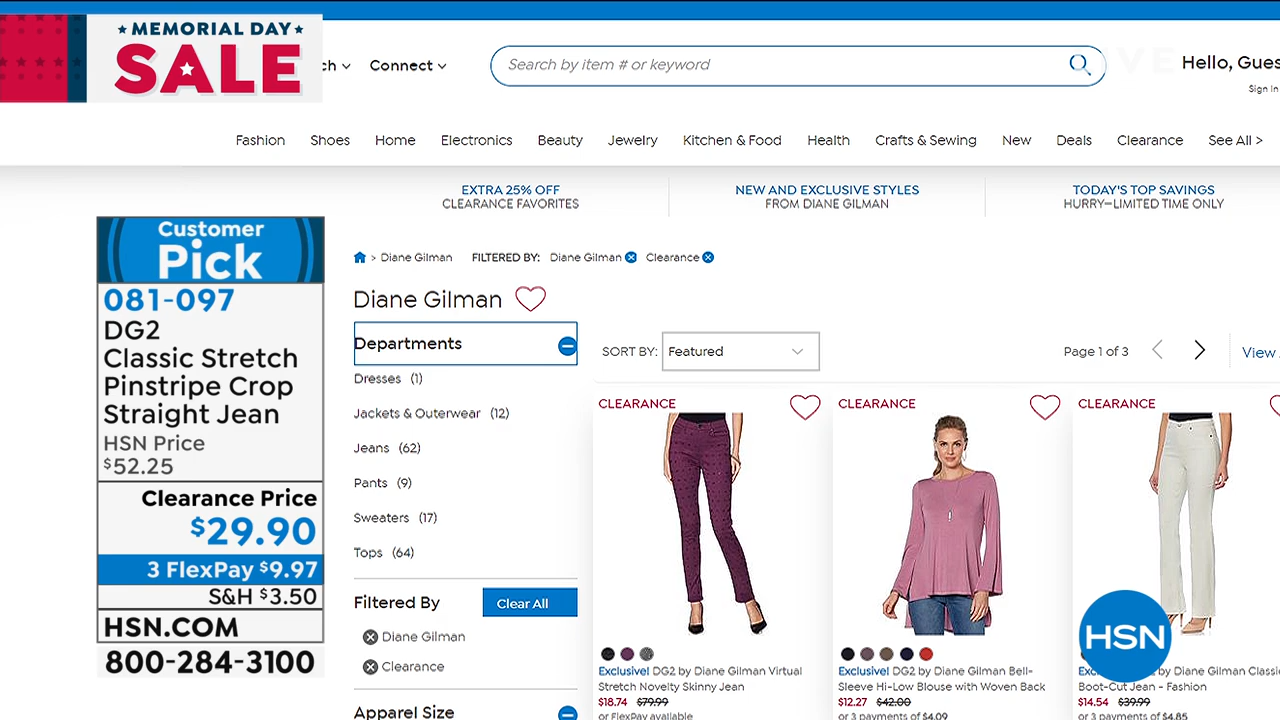 MEMORIAL DAY
SALE
Connect
Search by item # or keyword
Hello, Gues
Sign In
Fashion Shoes Home Electronics Beauty Jewelry Kitchen & Food Health Crafts & Sewing New Deals Clearance See All >
EXTRA 25% OFF
CLEARANCE FAVORITES
NEW AND EXCLUSIVE STYLES
FROM DIANE GILMAN
TODAY'S TOP SAVINGS
HURRY—LIMITED TIME ONLY
Customer
Pick
081-097
DG2
Classic Stretch
Pinstripe Crop
Straight Jean
HSN Price
$52.25
Clearance Price
$29.90
3 FlexPay $9.97
S&H $3.50
HSN.COM
800-284-3100
> Diane Gilman FILTERED BY: Diane Gilman Clearance
Diane Gilman
Departments
Dresses (1)
Jackets & Outerwear (12)
Jeans (62)
Pants (9)
Sweaters (17)
Tops (64)
Filtered By Clear All
Diane Gilman
Clearance
Apparel Size
SORT BY: Featured
Page 1 of 3
View
CLEARANCE
Exclusive! DG2 by Diane Gilman Virtual
Stretch Novelty Skinny Jean
$18.74 $79.99
or FlexPay available
CLEARANCE
Exclusive! DG2 by Diane Gilman Bell-
Sleeve Hi-Low Blouse with Woven Back
$12.27 $42.00
or 3 payments of $4.09
CLEARANCE
by Diane Gilman Classic
Boot-Cut Jean - Fashion
$14.54 $39.99
or 3 payments of $4.85
HSN